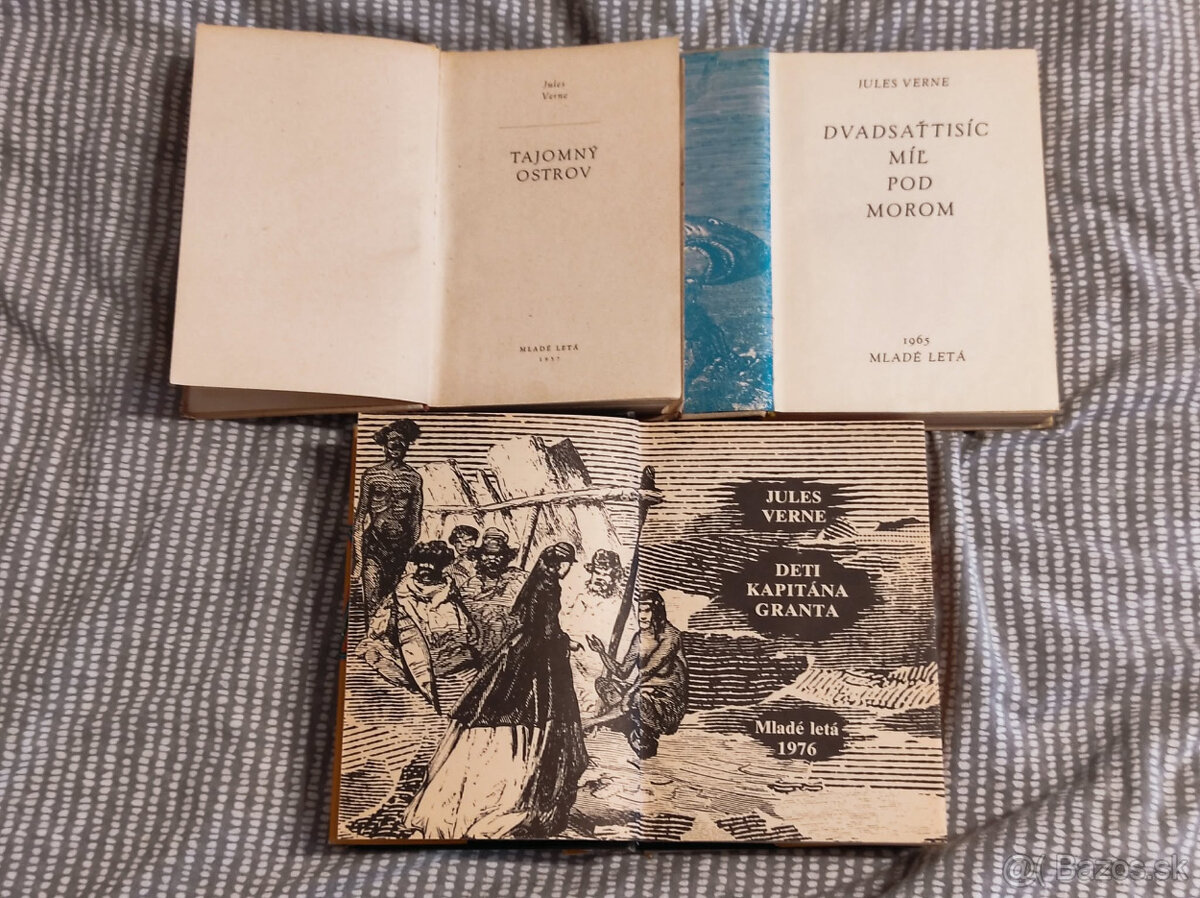 Jules
Verne
TAJOMNÝ
OSTROV
MLADÉ LETÁ
1957
JULES VERNE
DVADSAŤTISÍC
MÍĽ
POD
MOROM
1965
MLADÉ LETÁ
JULES
VERNE
DETI
KAPITÁNA
GRANTA
Mladé letá
1976
@( Bazos.sk